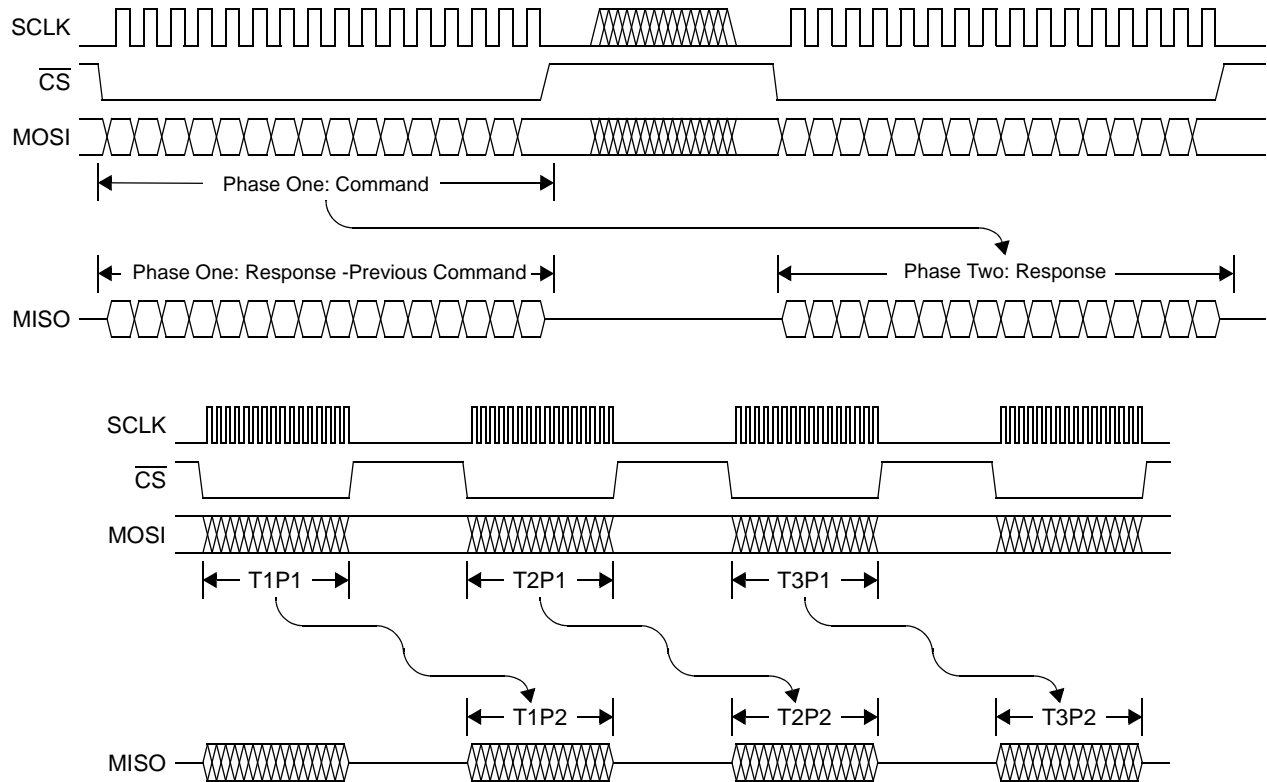 SCLK
CS
MOSI
Phase One: Command
Phase One: Response -Previous Command
Phase Two: Response
MISO
SCLK
CS
MOSI
T1P1
T2P1
T3P1
T1P2
T2P2
T3P2
MISO